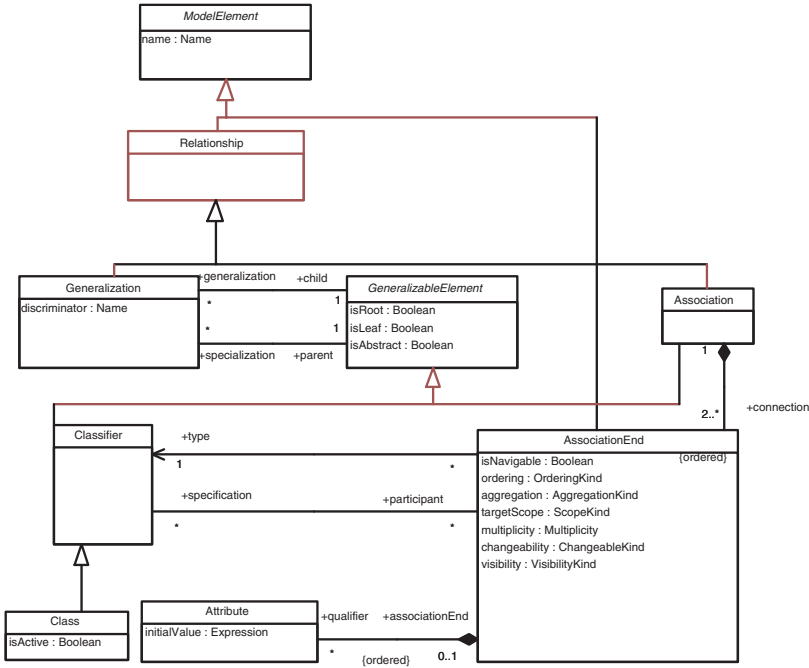 ModelElement
name : Name
Relationship
Generalization
discriminator : Name
+generalization
+child
*
1
*
1
+specialization
+parent
GeneralizableElement
isRoot : Boolean
isLeaf : Boolean
isAbstract : Boolean
Association
1
2..*
+connection
{ordered}
Classifier
+type
1
*
+specification
+participant
*
*
AssociationEnd
isNavigable : Boolean
ordering : OrderingKind
aggregation : AggregationKind
targetScope : ScopeKind
multiplicity : Multiplicity
changeability : ChangeableKind
visibility : VisibilityKind
Class
isActive : Boolean
Attribute
initialValue : Expression
+qualifier
+associationEnd
*
{ordered}
0..1